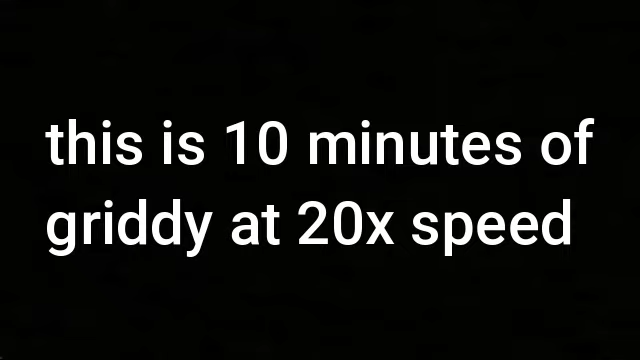 this is 10 minutes of
griddy at 20x speed